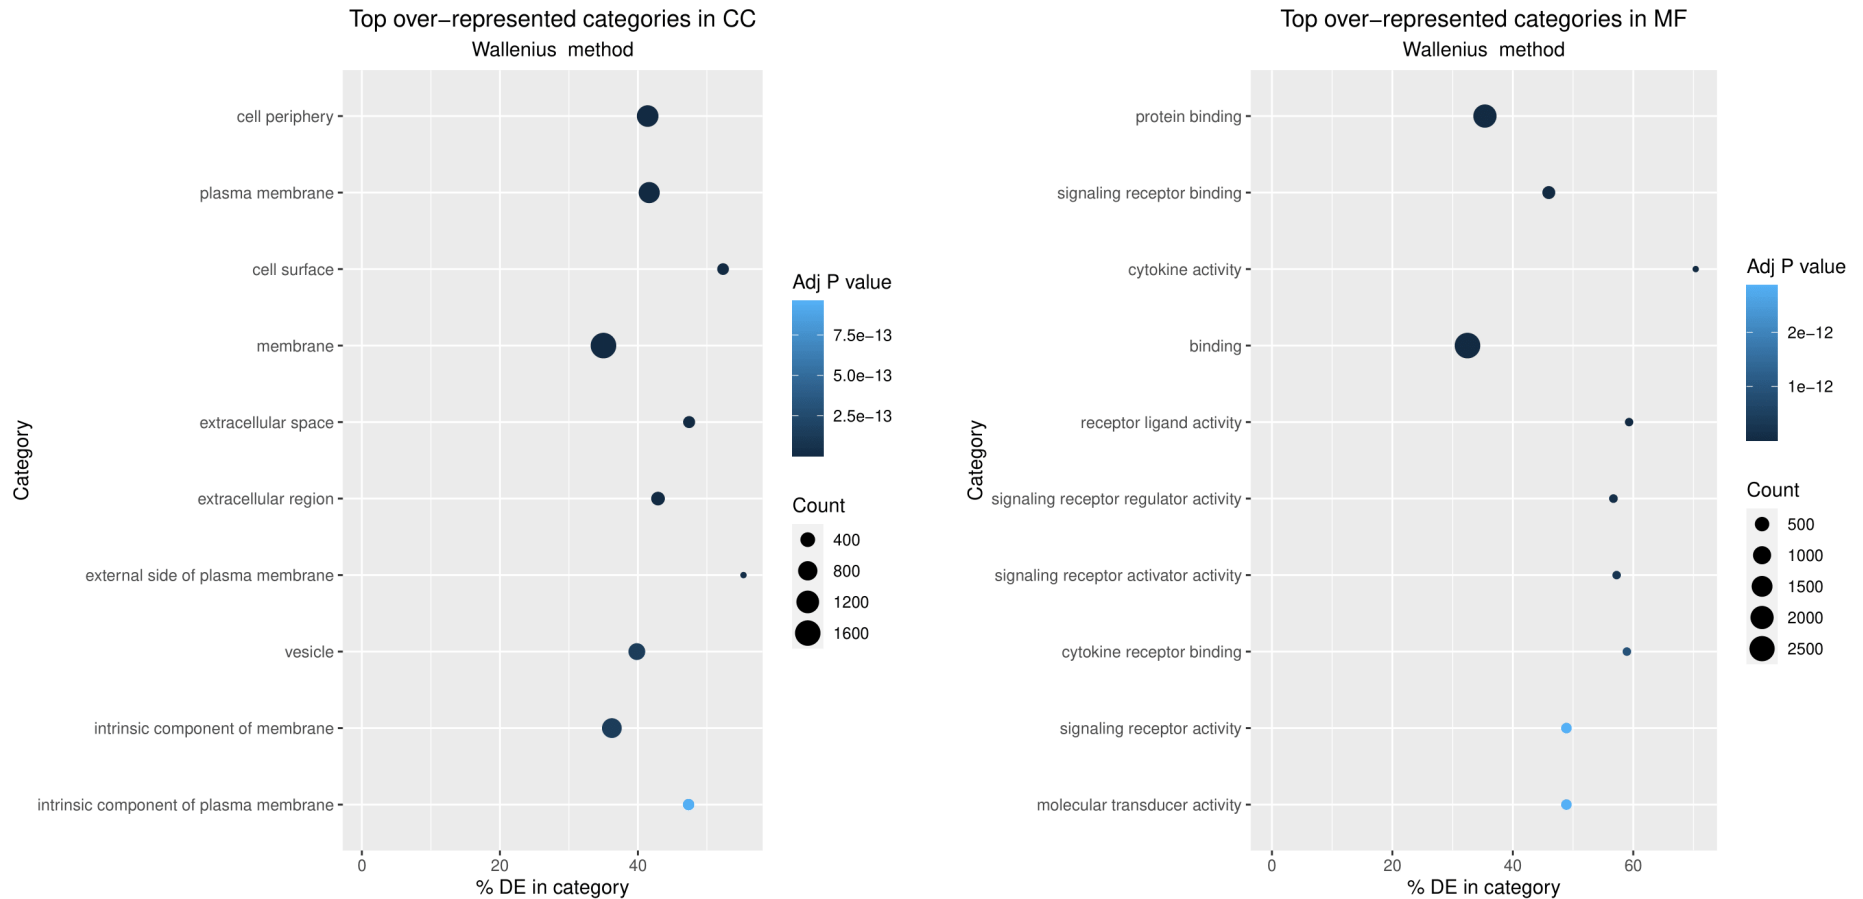 Top over−represented categories in CC
Wallenius  method
cell periphery
plasma membrane
cell surface
membrane
extracellular space
extracellular region
external side of plasma membrane
vesicle
intrinsic component of membrane
intrinsic component of plasma membrane
Category
0 20 40
% DE in category
Adj P value
7.5e−13
5.0e−13
2.5e−13
Count
400
800
1200
1600
Top over−represented categories in MF
Wallenius  method
protein binding
signaling receptor binding
cytokine activity
binding
receptor ligand activity
signaling receptor regulator activity
signaling receptor activator activity
cytokine receptor binding
signaling receptor activity
molecular transducer activity
Category
0 20 40 60
% DE in category
Adj P value
2e−12
1e−12
Count
500
1000
1500
2000
2500